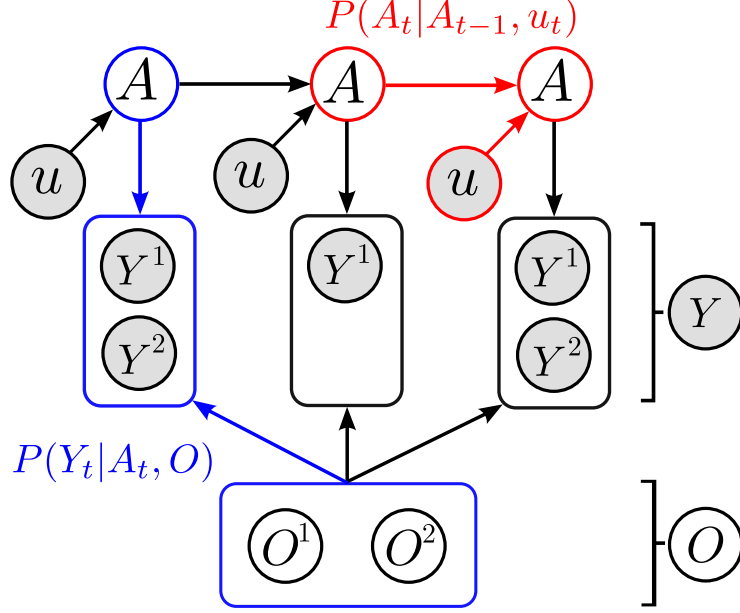 P(A_t|A_{t-1}, u_t)
A A A
u u u
Y^1 Y^1 Y^1
Y^2 Y^2
Y
P(Y_t|A_t, O)
O^1 O^2
O